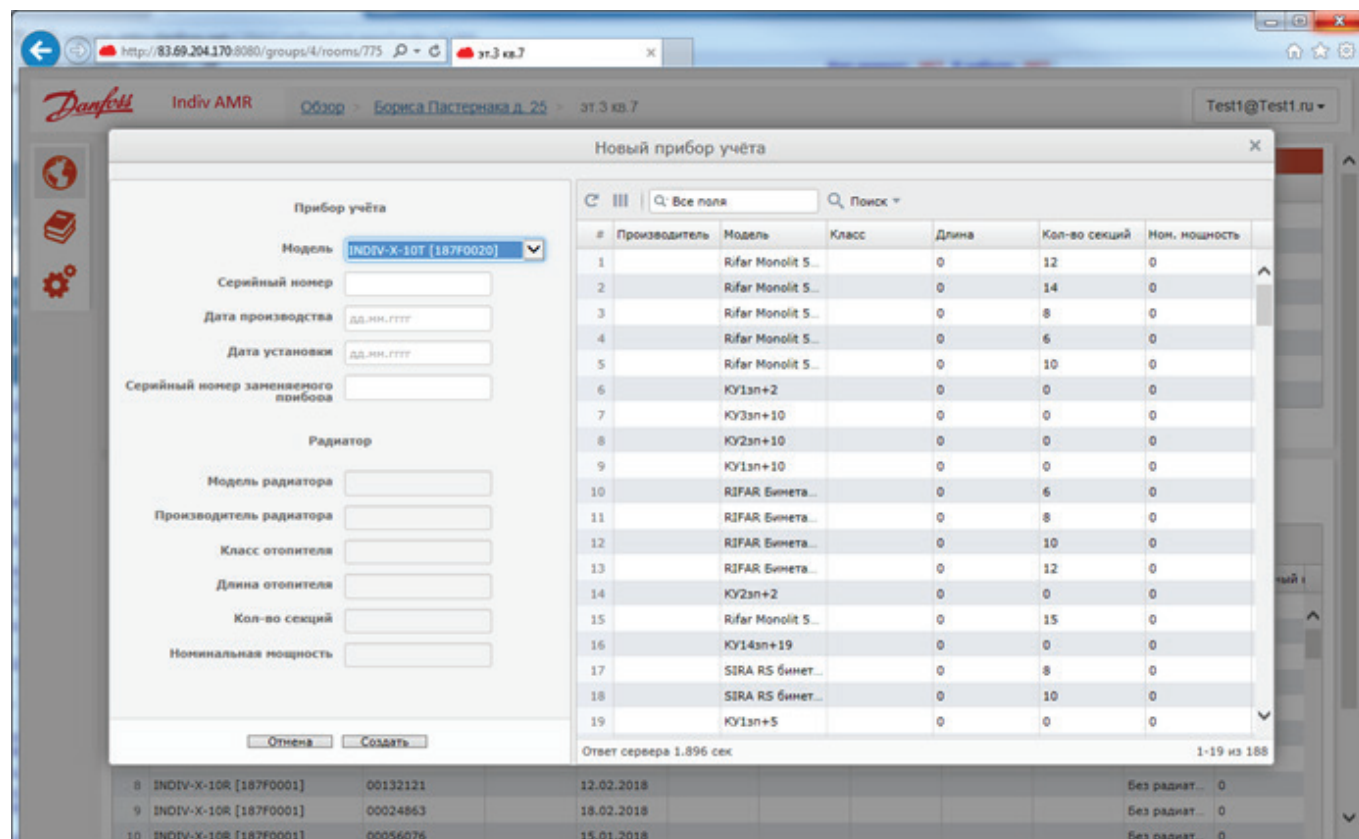 http://83.69.204.170:8080/groups/4/rooms/775
эт.3 кв.7
Danfoss Indiv AMR Обзор > Бориса Пастернака д. 25 > эт.3 кв.7 Test1@Test1.ru
Новый прибор учёта
Прибор учёта
Модель INDIV-X-10T [187F0020]
Серийный номер
Дата производства дд.мм.гггг
Дата установки дд.мм.гггг
Серийный номер заменяемого
прибора
Радиатор
Модель радиатора
Производитель радиатора
Класс отопителя
Длина отопителя
Кол-во секций
Номинальная мощность
Отмена Создать
Все поля Поиск
# Производитель Модель Класс Длина Кол-во секций Ном. мощность
1 Rifar Monolit 5... 0 12 0
2 Rifar Monolit 5... 0 14 0
3 Rifar Monolit 5... 0 8 0
4 Rifar Monolit 5... 0 6 0
5 Rifar Monolit 5... 0 10 0
6 КУ1зп+2 0 0 0
7 КУ3зп+10 0 0 0
8 КУ2зп+10 0 0 0
9 КУ1зп+10 0 0 0
10 RIFAR Бимета... 0 6 0
11 RIFAR Бимета... 0 8 0
12 RIFAR Бимета... 0 10 0
13 RIFAR Бимета... 0 12 0
14 КУ2зп+2 0 0 0
15 Rifar Monolit 5... 0 15 0
16 КУ14зп+19 0 0 0
17 SIRA RS бимет... 0 8 0
18 SIRA RS бимет... 0 10 0
19 КУ1зп+5 0 0 0
Ответ сервера 1.896 сек 1-19 из 188
8 INDIV-X-10R [187F0001] 00132121 12.02.2018 Без радиат... 0
9 INDIV-X-10R [187F0001] 00024863 18.02.2018 Без радиат... 0
10 INDIV-X-10R [187F0001] 00056076 15.01.2018 Без радиат... 0